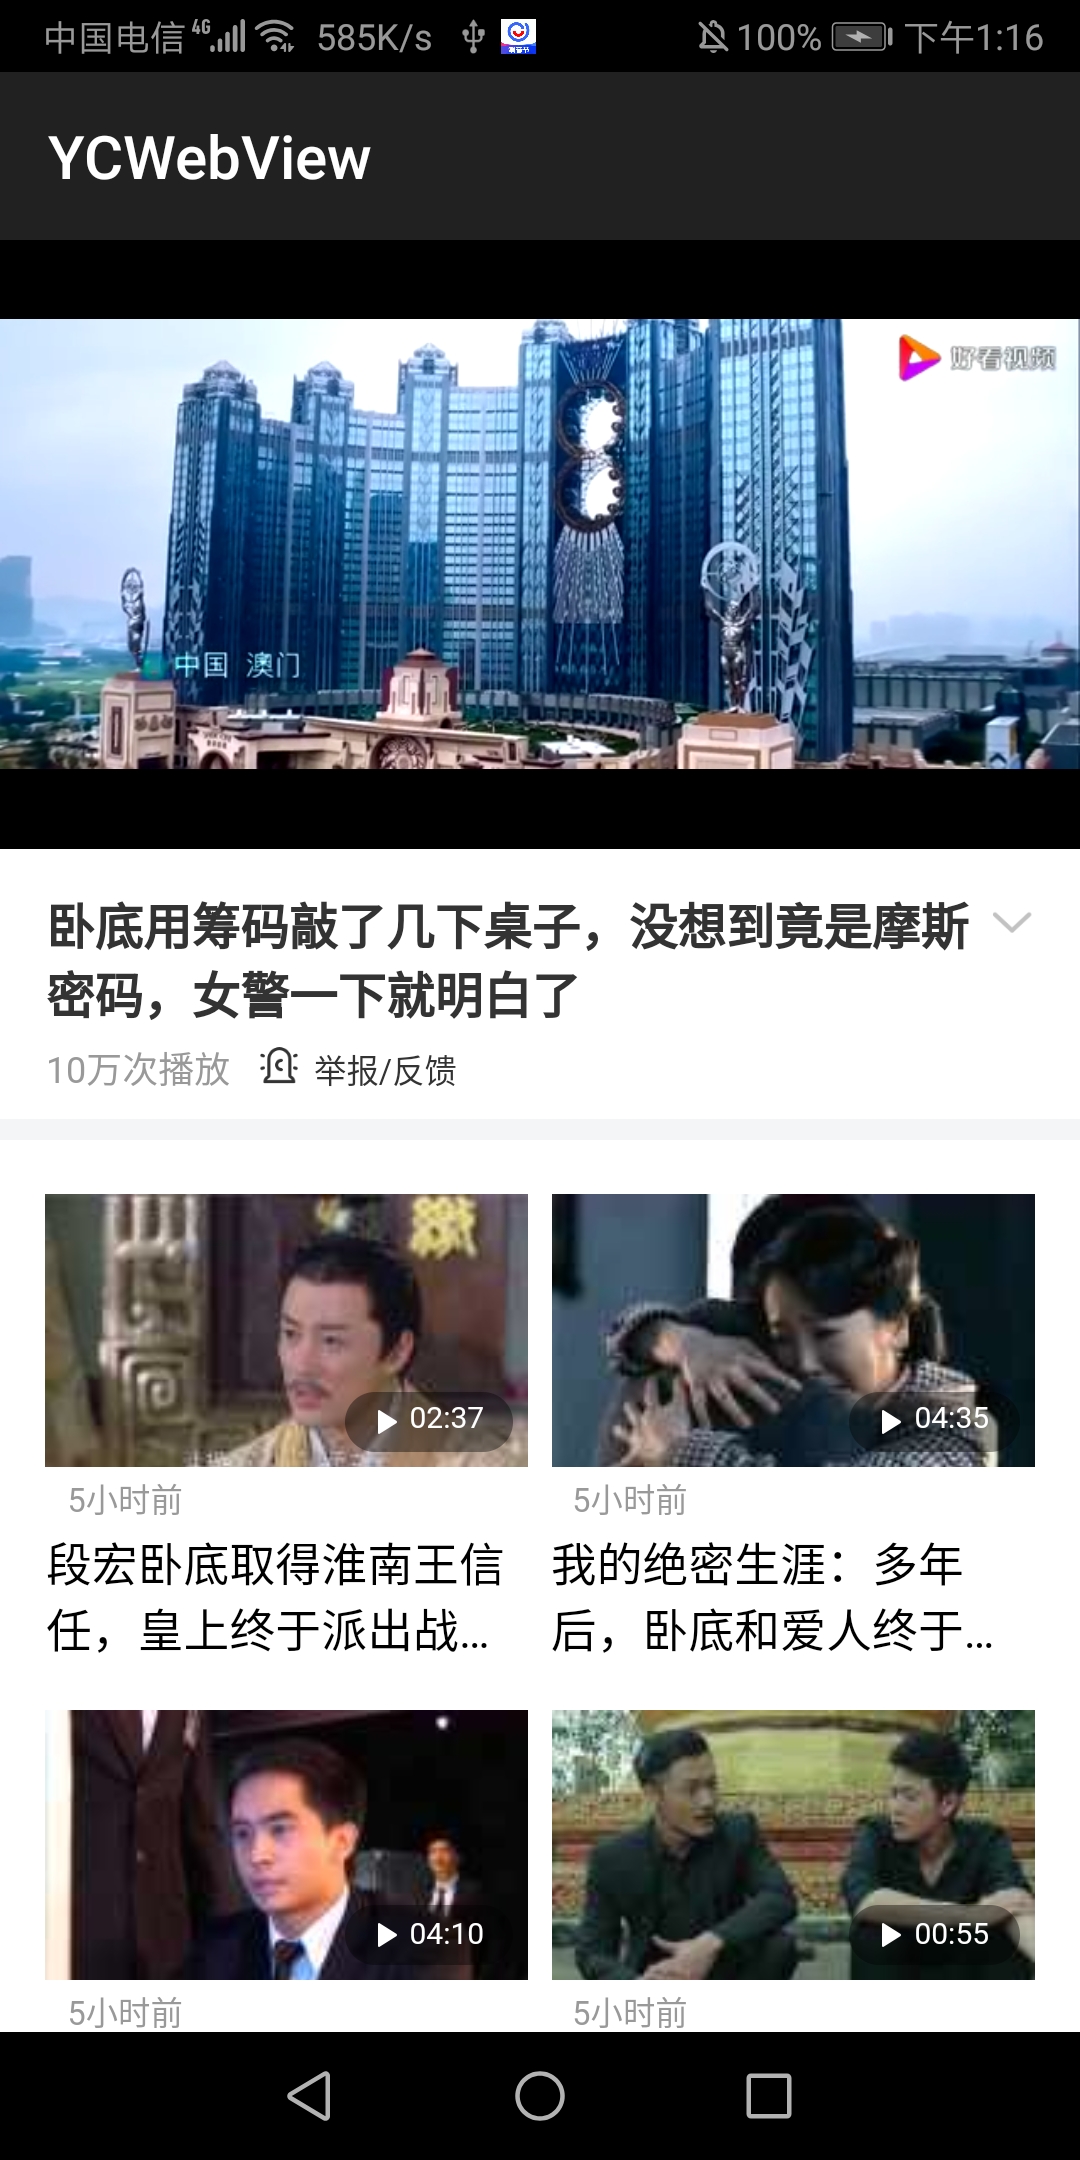 中国电信 4G 585K/s 100% 下午1:16
YCWebView
好看视频
中国 澳门
卧底用筹码敲了几下桌子，没想到竟是摩斯
密码，女警一下就明白了
10万次播放 举报/反馈
02:37 04:35
5小时前 5小时前
段宏卧底取得淮南王信
任，皇上终于派出战...
我的绝密生涯：多年
后，卧底和爱人终于...
04:10 00:55
5小时前 5小时前